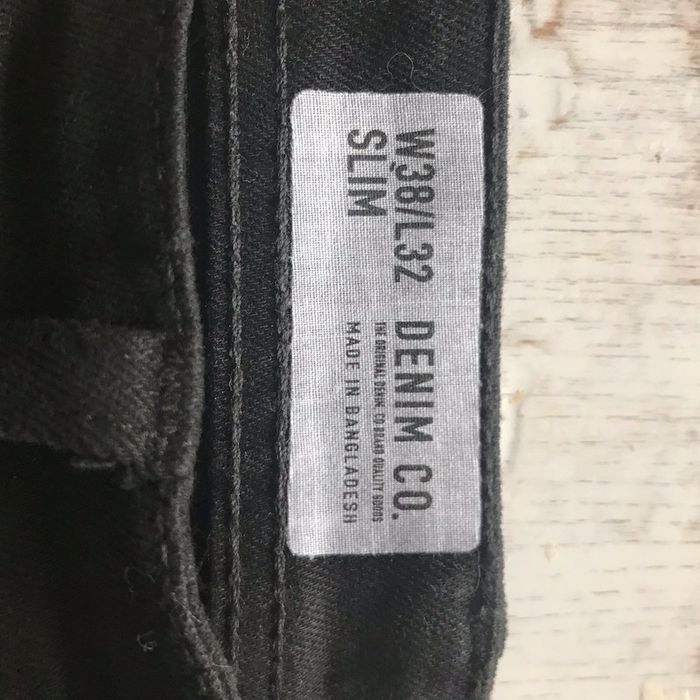 W38/L32
SLIM
DENIM CO.
THE ORIGINAL DENIM CO BRAND QUALITY GOODS
MADE IN BANGLADESH